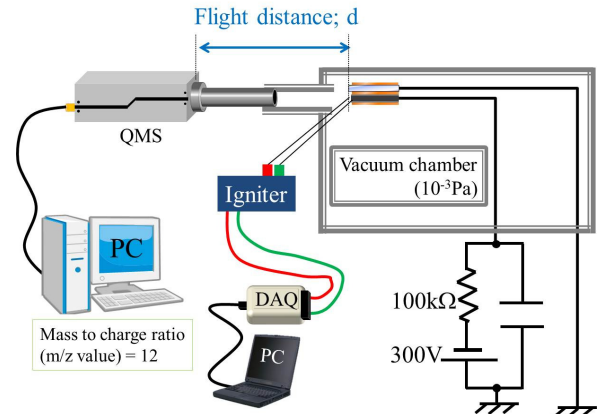 Flight distance; d
QMS
Vacuum chamber
(10⁻³Pa)
Igniter
PC
DAQ
100kΩ
Mass to charge ratio
(m/z value) = 12
PC
300V